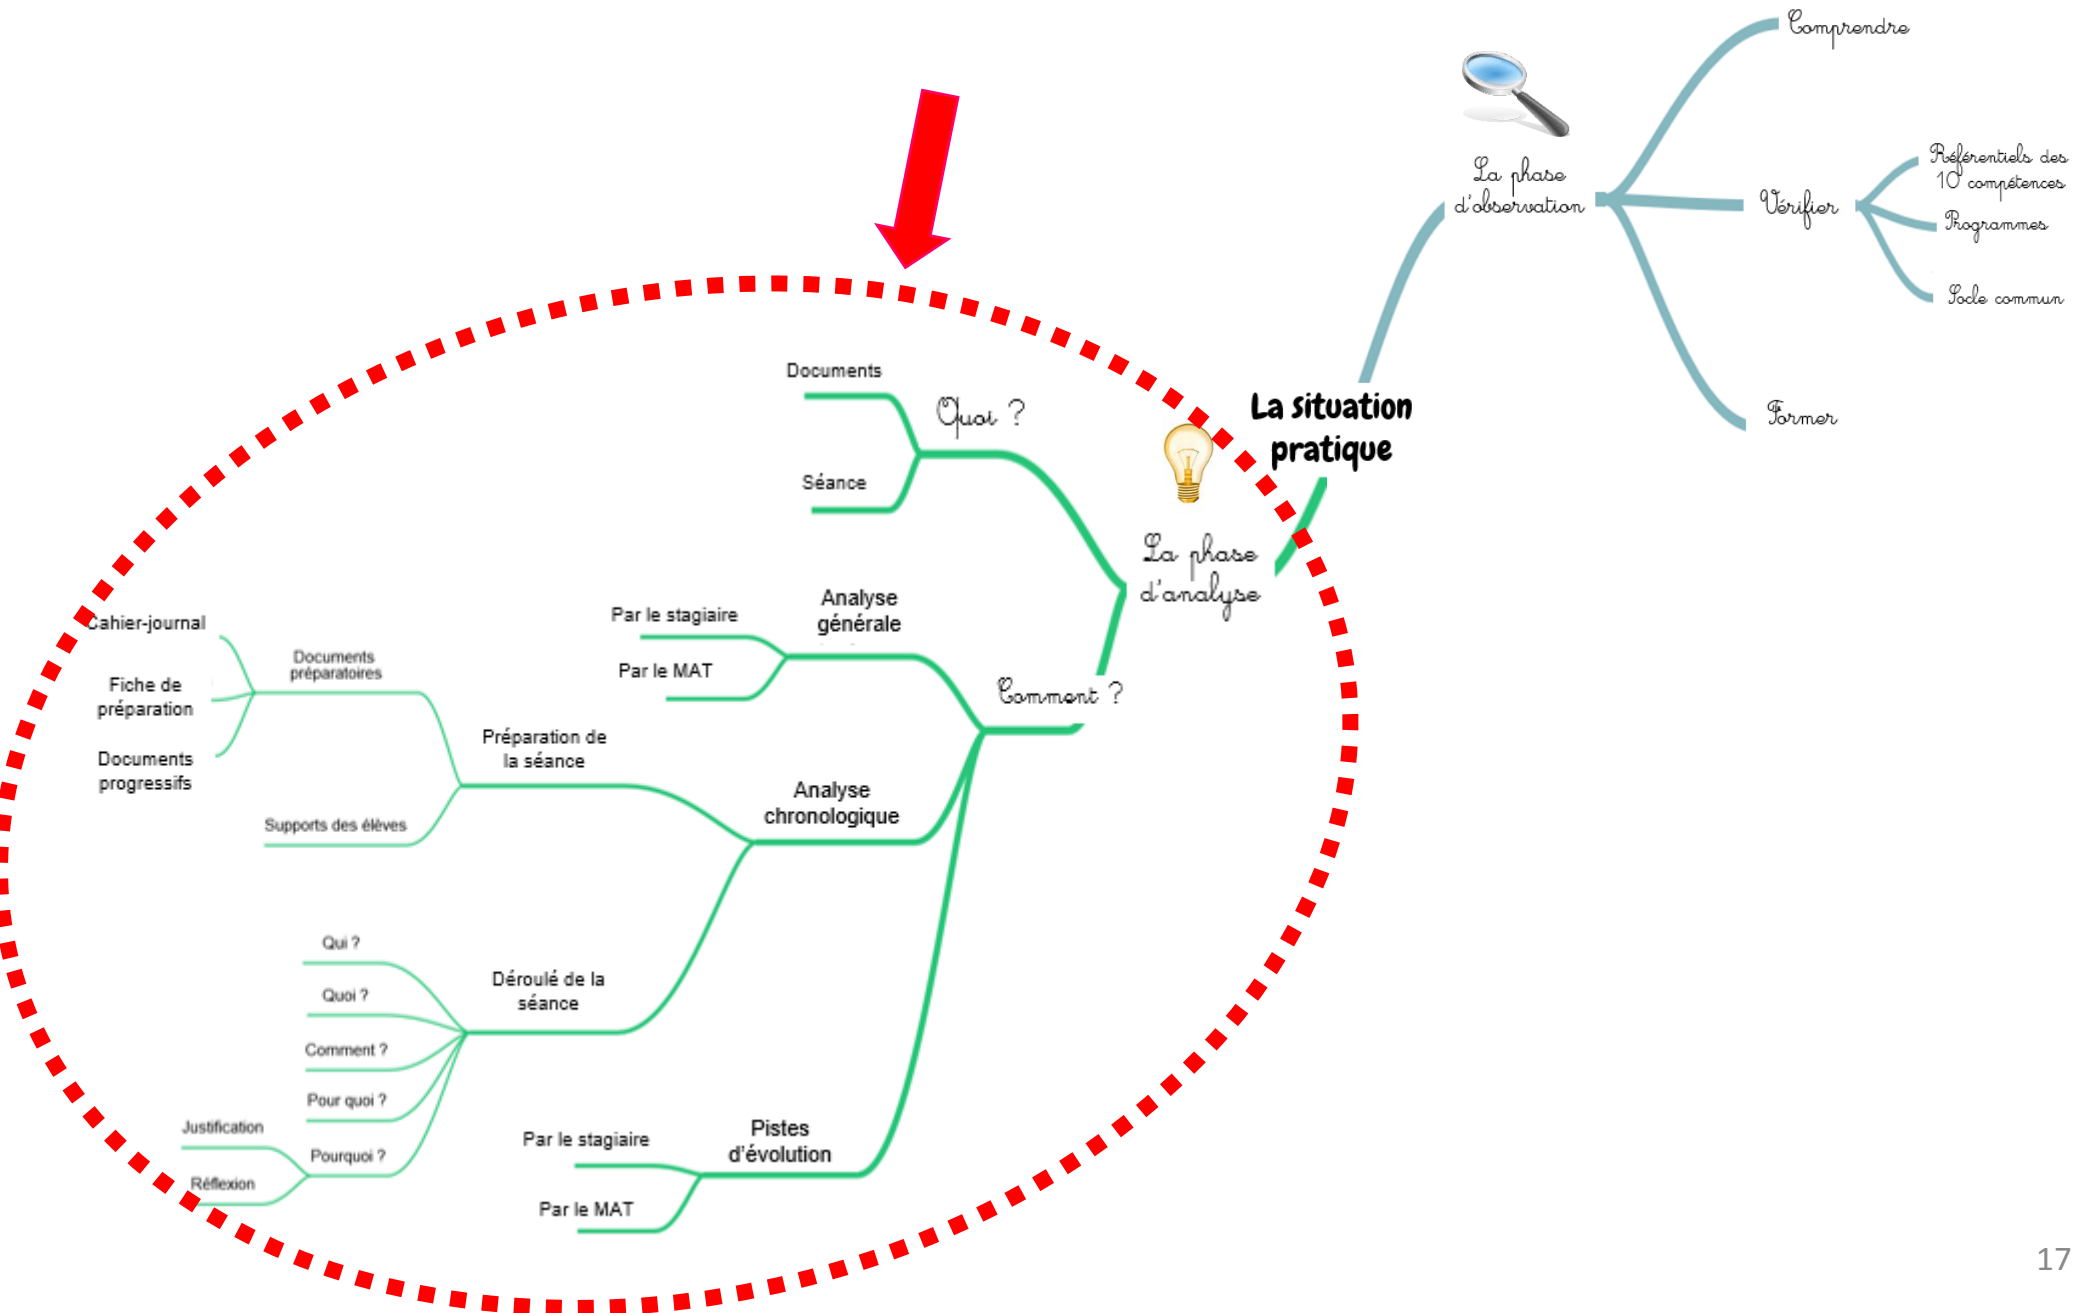 Comprendre
La phase
d'observation
Vérifier
Référentiels des
10 compétences
Programmes
Socle commun
Former
La situation
pratique
La phase
d'analyse
Quoi ?
Documents
Séance
Comment ?
Analyse
générale
Par le stagiaire
Par le MAT
Analyse
chronologique
Préparation de
la séance
Documents
préparatoires
Cahier-journal
Fiche de
préparation
Documents
progressifs
Supports des élèves
Déroulé de la
séance
Qui ?
Quoi ?
Comment ?
Pour quoi ?
Pourquoi ?
Justification
Réflexion
Pistes
d'évolution
Par le stagiaire
Par le MAT
17